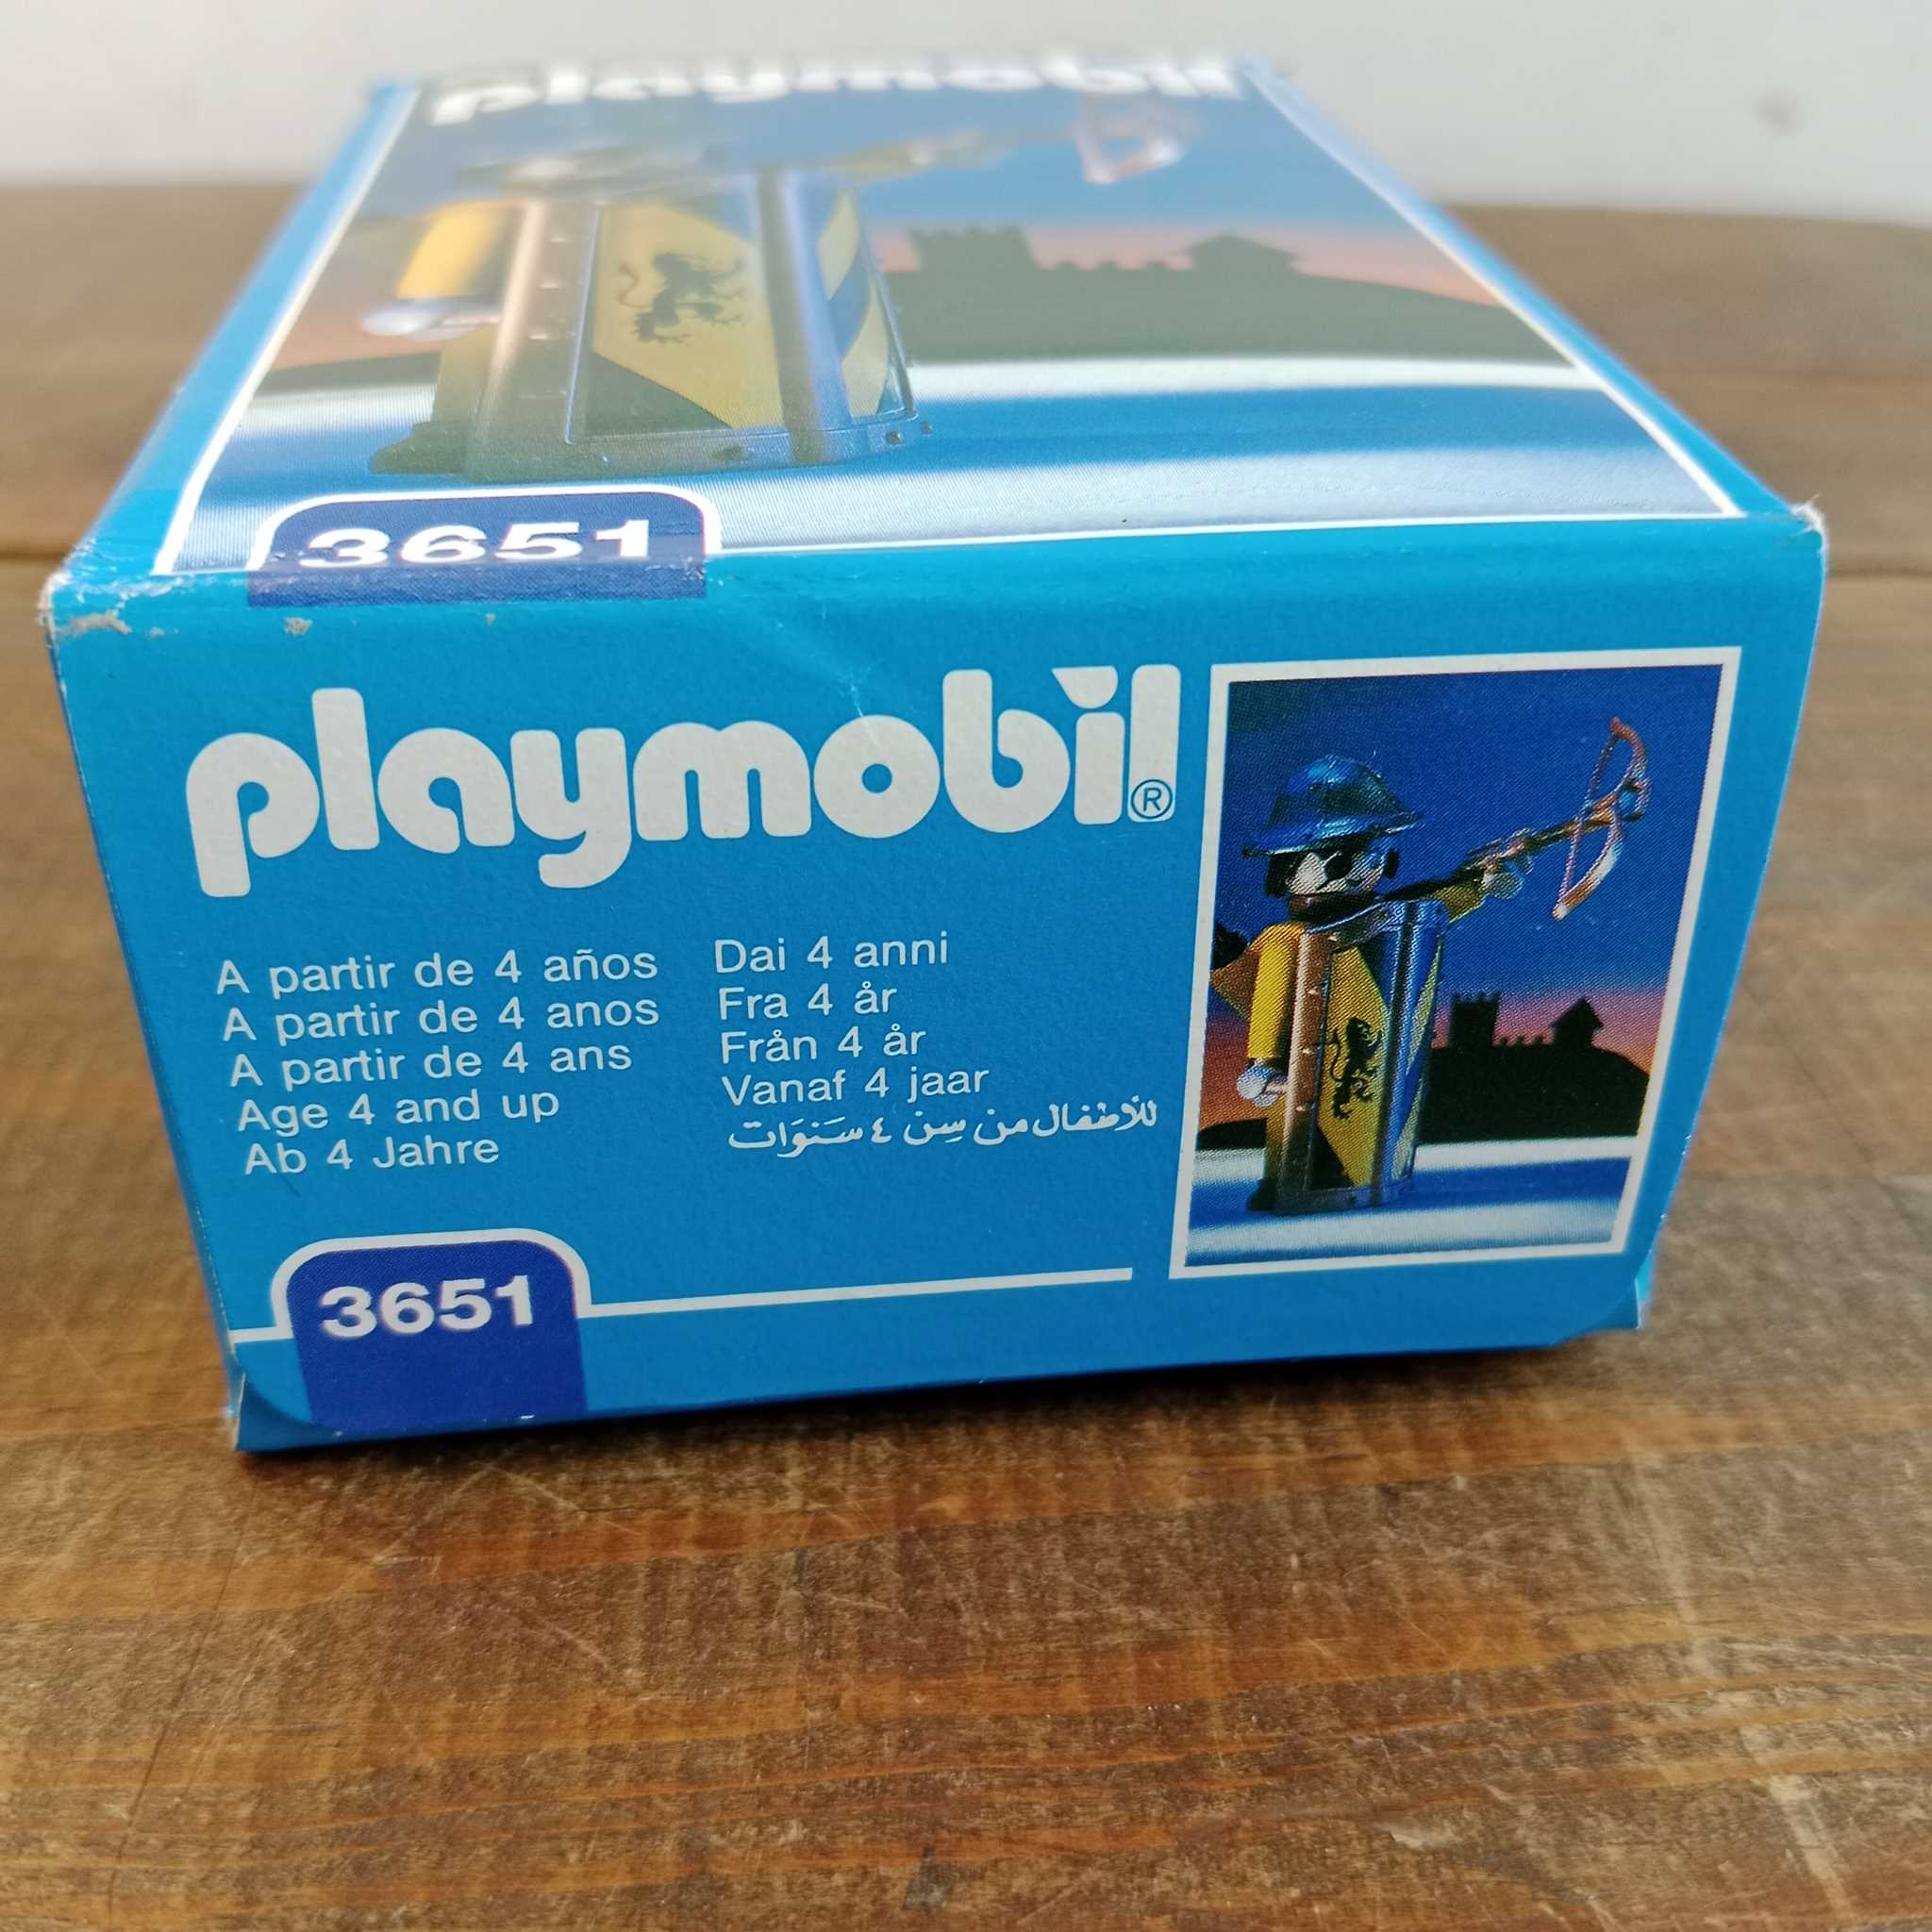 playmobil
3651
playmobil®
A partir de 4 años
A partir de 4 anos
A partir de 4 ans
Age 4 and up
Ab 4 Jahre
Dai 4 anni
Fra 4 år
Från 4 år
Vanaf 4 jaar
للأطفال من سِن ٤ سَنوَات
3651